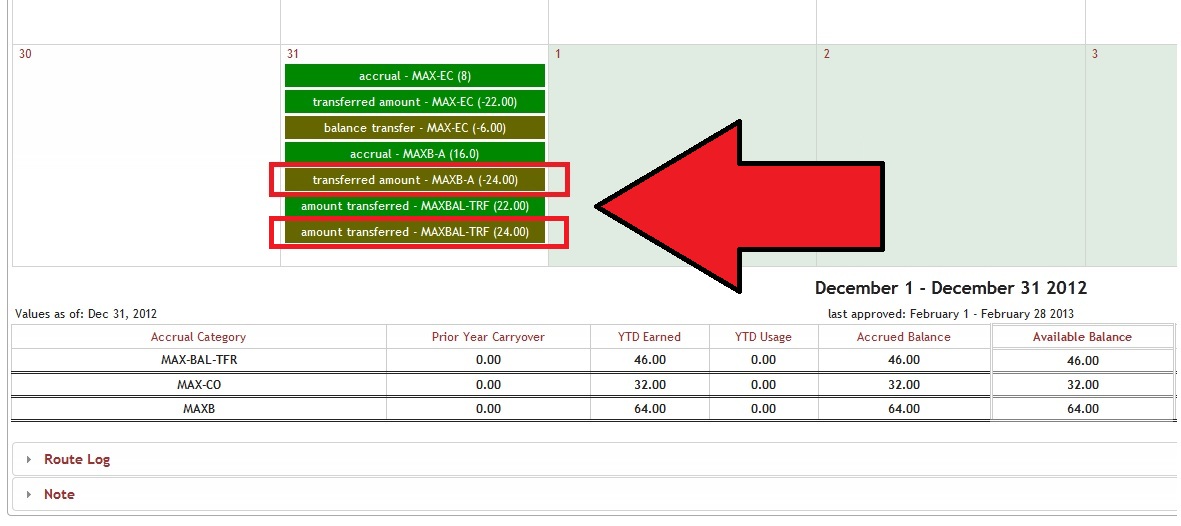 30 31 1 2 3
accrual - MAX-EC (8)
transferred amount - MAX-EC (-22.00)
balance transfer - MAX-EC (-6.00)
accrual - MAXB-A (16.0)
transferred amount - MAXB-A (-24.00)
amount transferred - MAXBAL-TRF (22.00)
amount transferred - MAXBAL-TRF (24.00)
December 1 - December 31 2012
Values as of: Dec 31, 2012 last approved: February 1 - February 28 2013
Accrual Category Prior Year Carryover YTD Earned YTD Usage Accrued Balance Available Balance
MAX-BAL-TFR 0.00 46.00 0.00 46.00 46.00
MAX-CO 0.00 32.00 0.00 32.00 32.00
MAXB 0.00 64.00 0.00 64.00 64.00
Route Log
Note